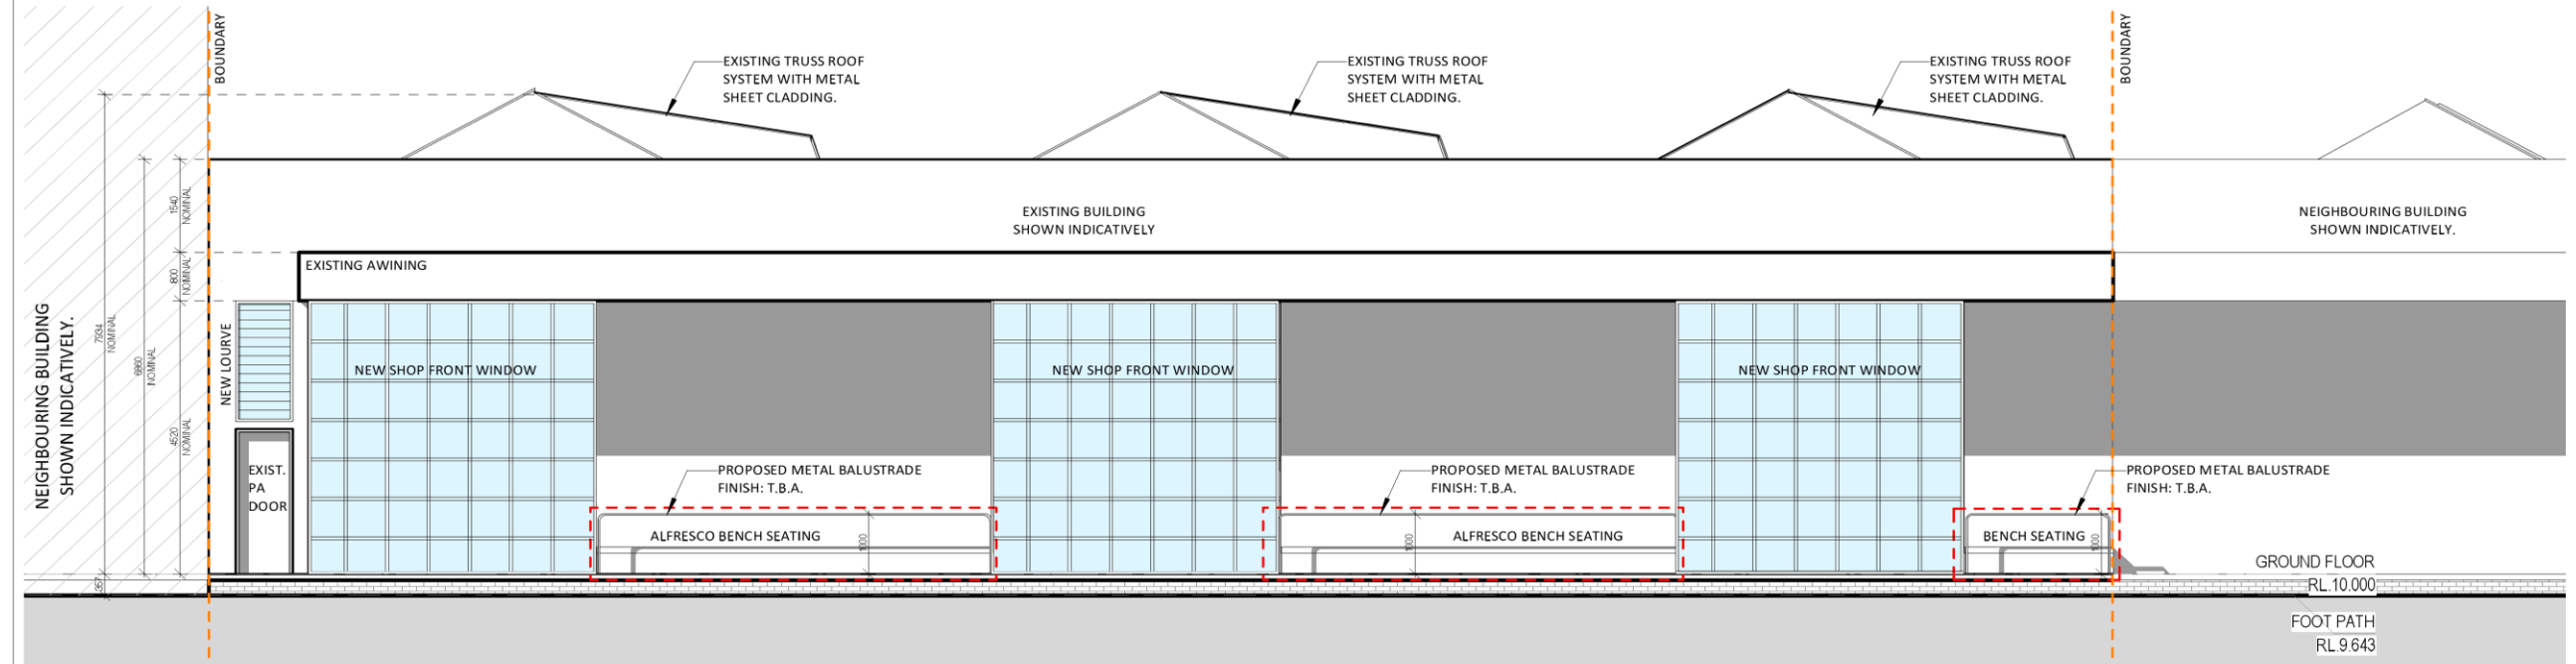 BOUNDARY
BOUNDARY
EXISTING TRUSS ROOF
SYSTEM WITH METAL
SHEET CLADDING.
EXISTING TRUSS ROOF
SYSTEM WITH METAL
SHEET CLADDING.
EXISTING TRUSS ROOF
SYSTEM WITH METAL
SHEET CLADDING.
1540
NOMINAL
EXISTING BUILDING
SHOWN INDICATIVELY
NEIGHBOURING BUILDING
SHOWN INDICATIVELY.
800
NOMINAL
EXISTING AWINING
NEIGHBOURING BUILDING
SHOWN INDICATIVELY.
7934
NOMINAL
6860
NOMINAL
4520
NOMINAL
357
NEW LOURVE
NEW SHOP FRONT WINDOW
NEW SHOP FRONT WINDOW
NEW SHOP FRONT WINDOW
EXIST.
PA
DOOR
PROPOSED METAL BALUSTRADE
FINISH: T.B.A.
PROPOSED METAL BALUSTRADE
FINISH: T.B.A.
PROPOSED METAL BALUSTRADE
FINISH: T.B.A.
ALFRESCO BENCH SEATING
1000
1000
ALFRESCO BENCH SEATING
BENCH SEATING
1000
GROUND FLOOR
RL.10.000
FOOT PATH
RL.9.643